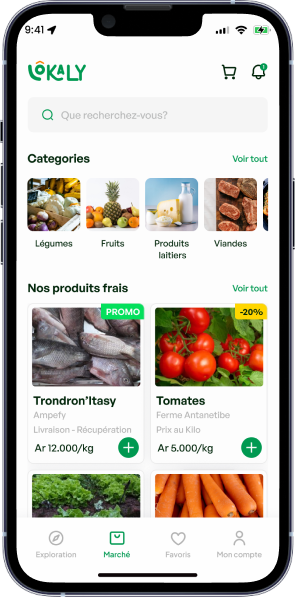 9:41
LÔKALY
1
Que recherchez-vous?
Categories
Voir tout
Légumes
Fruits
Produits
laitiers
Viandes
Nos produits frais
Voir tout
PROMO
-20%
Trondron'Itasy
Tomates
Ampefy
Ferme Antanetibe
Livraison - Récupération
Prix au Kilo
Ar 12.000/kg
Ar 5.000/kg
Exploration
Marché
Favoris
Mon compte